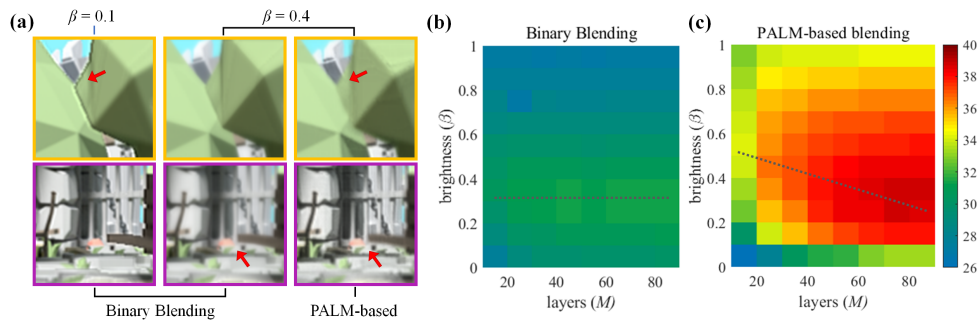 (a)
β = 0.1
β = 0.4
Binary Blending
PALM-based
(b)
Binary Blending
brightness (β)
1
0.8
0.6
0.4
0.2
0
20
40
60
80
layers (M)
(c)
PALM-based blending
brightness (β)
1
0.8
0.6
0.4
0.2
0
20
40
60
80
layers (M)
40
38
36
34
32
30
28
26